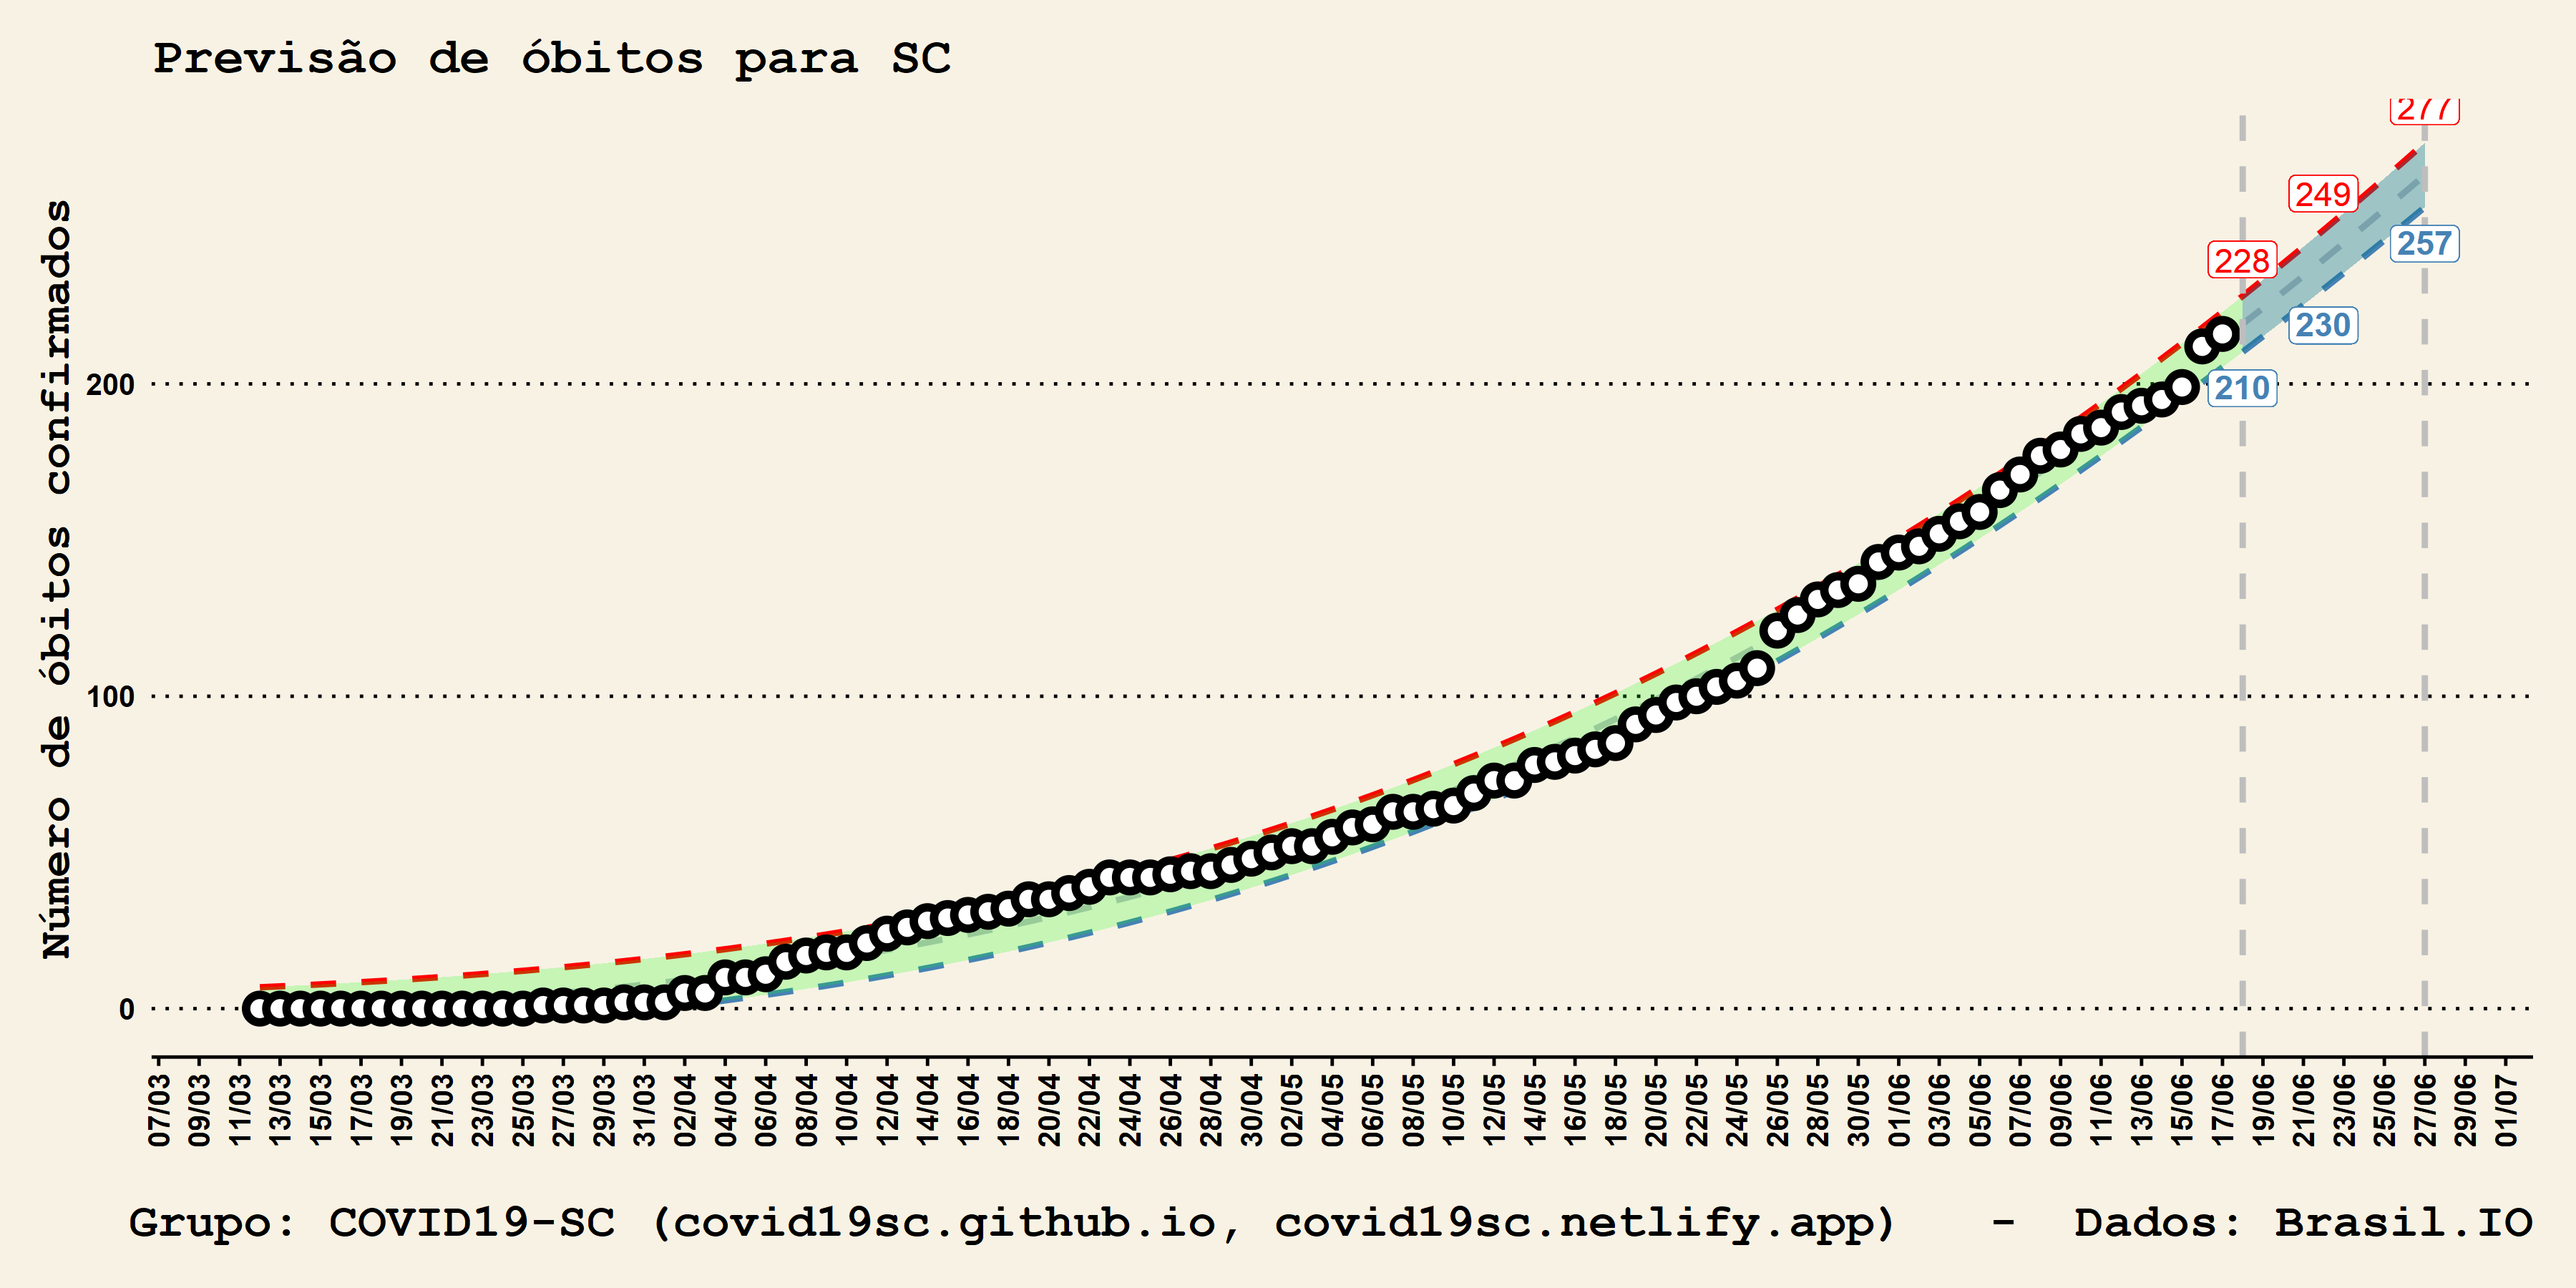 Previsão de óbitos para SC
Número de óbitos confirmados
277
249
228
257
230
210
200
100
0
07/03 09/03 11/03 13/03 15/03 17/03 19/03 21/03 23/03 25/03 27/03 29/03 31/03 02/04 04/04 06/04 08/04 10/04 12/04 14/04 16/04 18/04 20/04 22/04 24/04 26/04 28/04 30/04 02/05 04/05 06/05 08/05 10/05 12/05 14/05 16/05 18/05 20/05 22/05 24/05 26/05 28/05 30/05 01/06 03/06 05/06 07/06 09/06 11/06 13/06 15/06 17/06 19/06 21/06 23/06 25/06 27/06 29/06 01/07
Grupo: COVID19-SC (covid19sc.github.io, covid19sc.netlify.app) - Dados: Brasil.IO